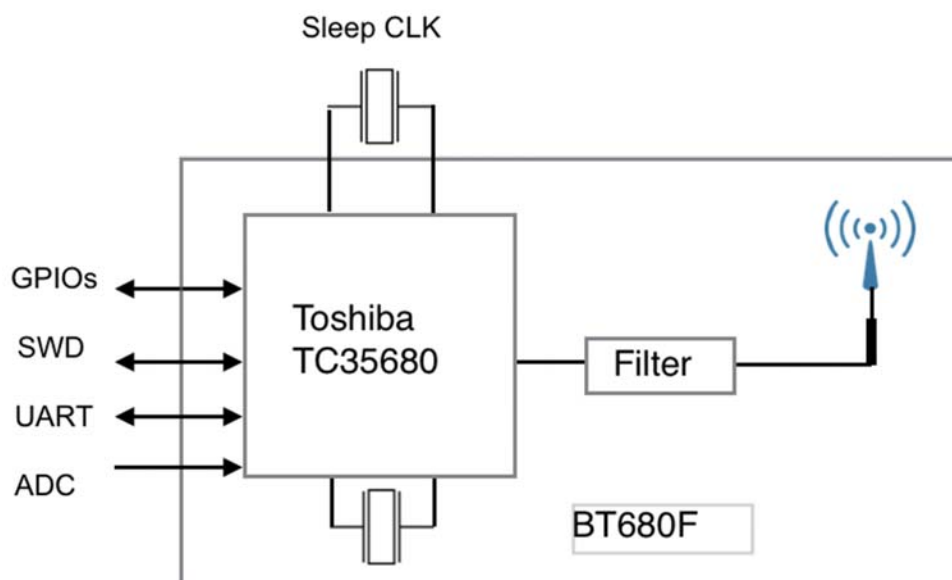 Sleep CLK
GPIOs
SWD
UART
ADC
Toshiba
TC35680
Filter
BT680F